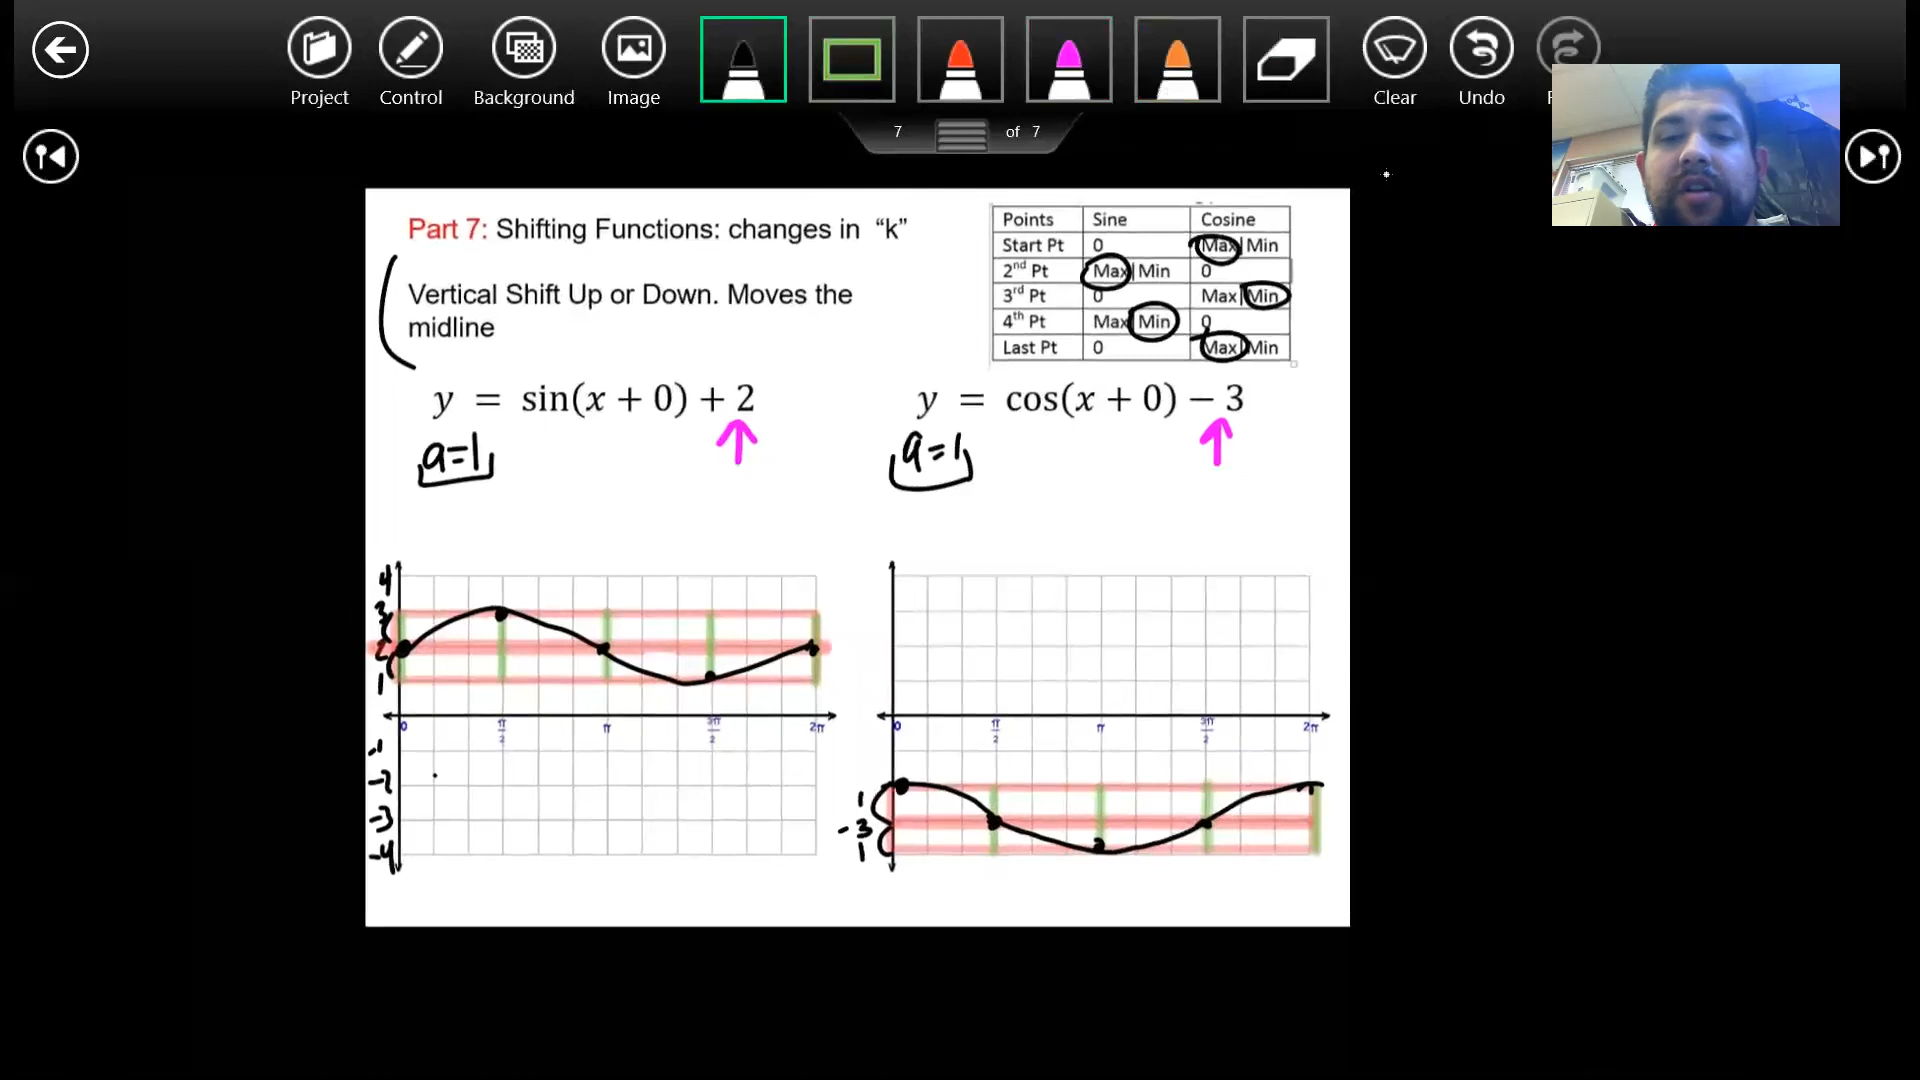 Project
Control
Background
Image
Clear
Undo
7 of 7
Part 7: Shifting Functions: changes in “k”
Vertical Shift Up or Down. Moves the
midline
Points Sine Cosine
Start Pt 0 Max|Min
2nd Pt Max|Min 0
3rd Pt 0 Max|Min
4th Pt Max|Min 0
Last Pt 0 Max|Min
y = sin(x + 0) + 2
y = cos(x + 0) − 3
a=1
a=1
4
3
2
1
0 π/2 π 3π/2 2π
-1
-2
-3
-4
0 π/2 π 3π/2 2π
1
-3
1